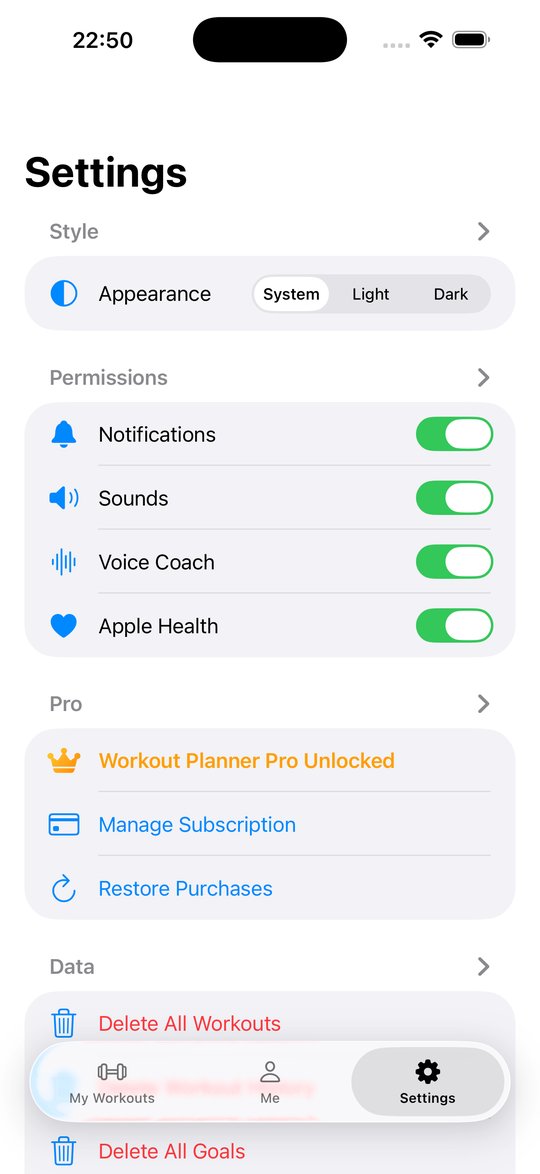 22:50
Settings
Style
Appearance System Light Dark
Permissions
Notifications
Sounds
Voice Coach
Apple Health
Pro
Workout Planner Pro Unlocked
Manage Subscription
Restore Purchases
Data
Delete All Workouts
My Workouts Me Settings
Delete All Goals